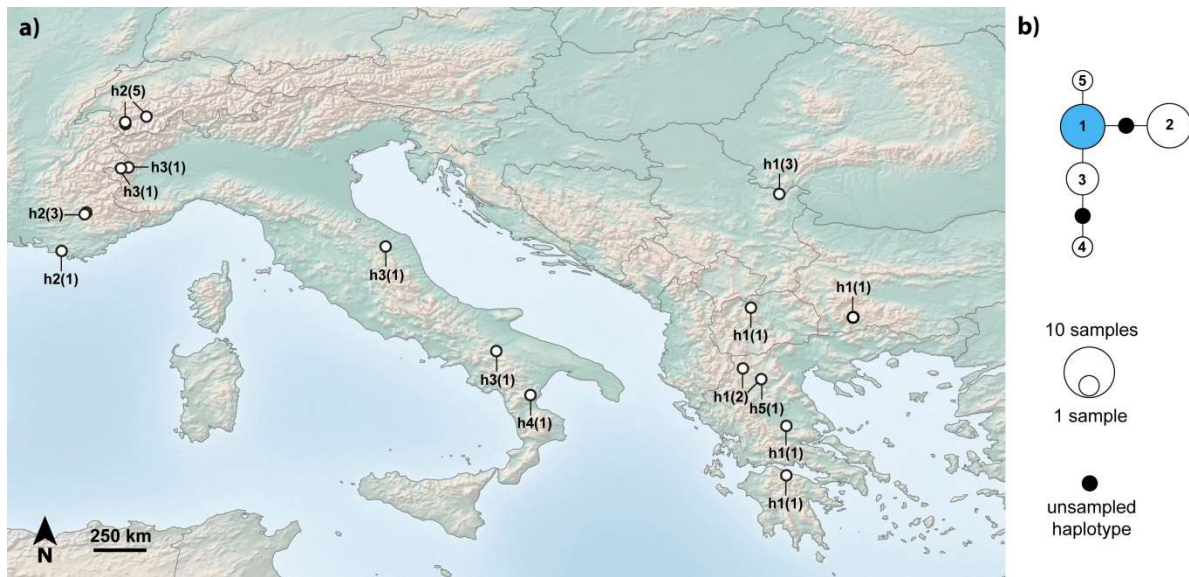 a)
h2(5)
h3(1)
h3(1)
h2(3)
h2(1)
h3(1)
h3(1)
h4(1)
h1(3)
h1(1)
h1(1)
h1(2)
h5(1)
h1(1)
h1(1)
N
250 km
b)
5
1
2
3
4
10 samples
1 sample
unsampled
haplotype